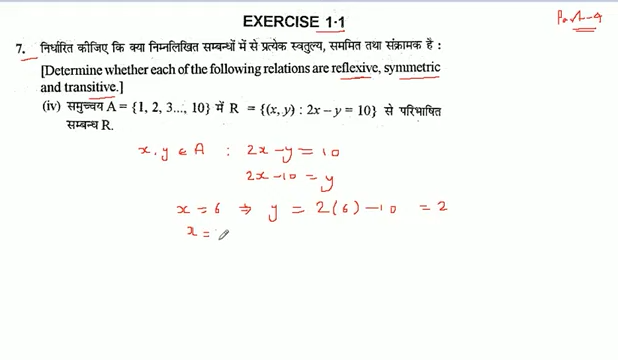 EXERCISE 1·1
Part-4
7. निर्धारित कीजिए कि क्या निम्नलिखित सम्बन्धों में से प्रत्येक स्वतुल्य, सममित तथा संक्रामक है :
[Determine whether each of the following relations are reflexive, symmetric
and transitive.]
(iv) समुच्चय A = {1, 2, 3..., 10} में R = {(x, y) : 2x – y = 10} से परिभाषित
सम्बन्ध R.
x, y ∈ A : 2x – y = 10
2x – 10 = y
x = 6 ⇒ y = 2(6) – 10 = 2
x =